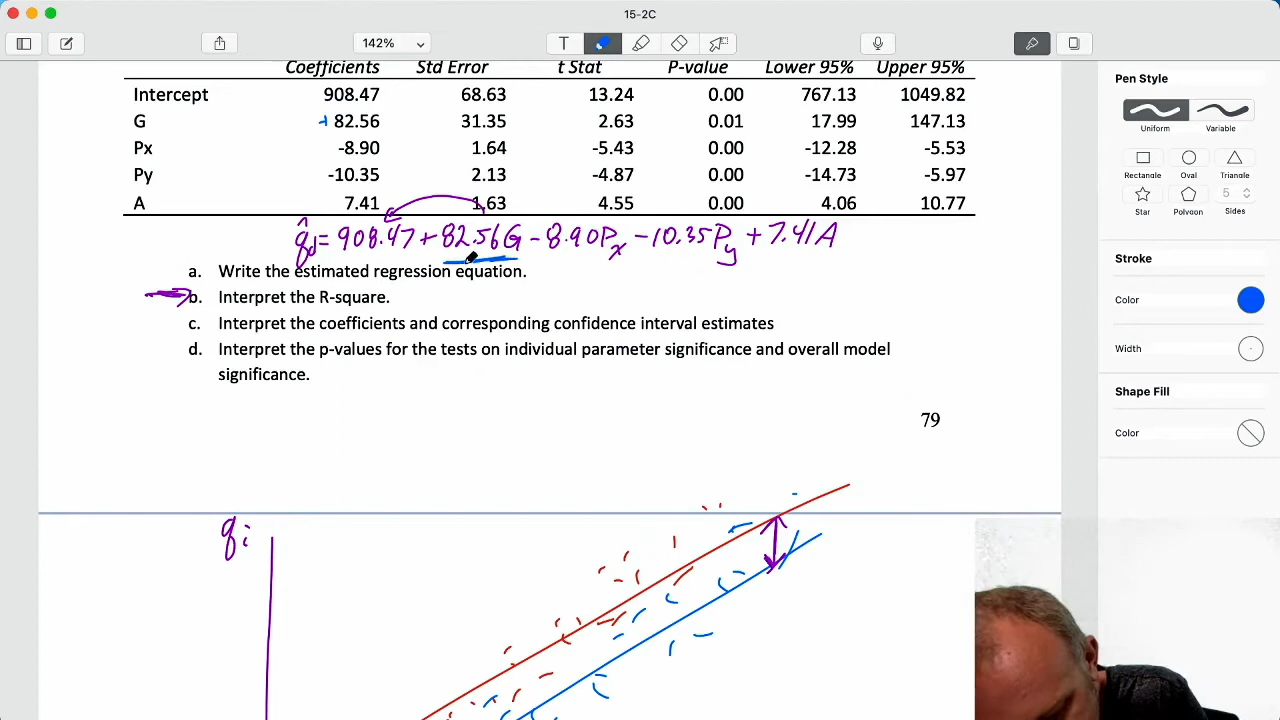 15-2C
142%
T
Coefficients Std Error t Stat P-value Lower 95% Upper 95%
Intercept 908.47 68.63 13.24 0.00 767.13 1049.82
G +82.56 31.35 2.63 0.01 17.99 147.13
Px -8.90 1.64 -5.43 0.00 -12.28 -5.53
Py -10.35 2.13 -4.87 0.00 -14.73 -5.97
A 7.41 1.63 4.55 0.00 4.06 10.77
q̂d = 908.47 + 82.56G - 8.90Px - 10.35Py + 7.41A
a. Write the estimated regression equation.
b. Interpret the R-square.
c. Interpret the coefficients and corresponding confidence interval estimates
d. Interpret the p-values for the tests on individual parameter significance and overall model
significance.
79
qi
Pen Style
Uniform Variable
Rectangle Oval Triangle
5
Star Polygon Sides
Stroke
Color
Width
Shape Fill
Color